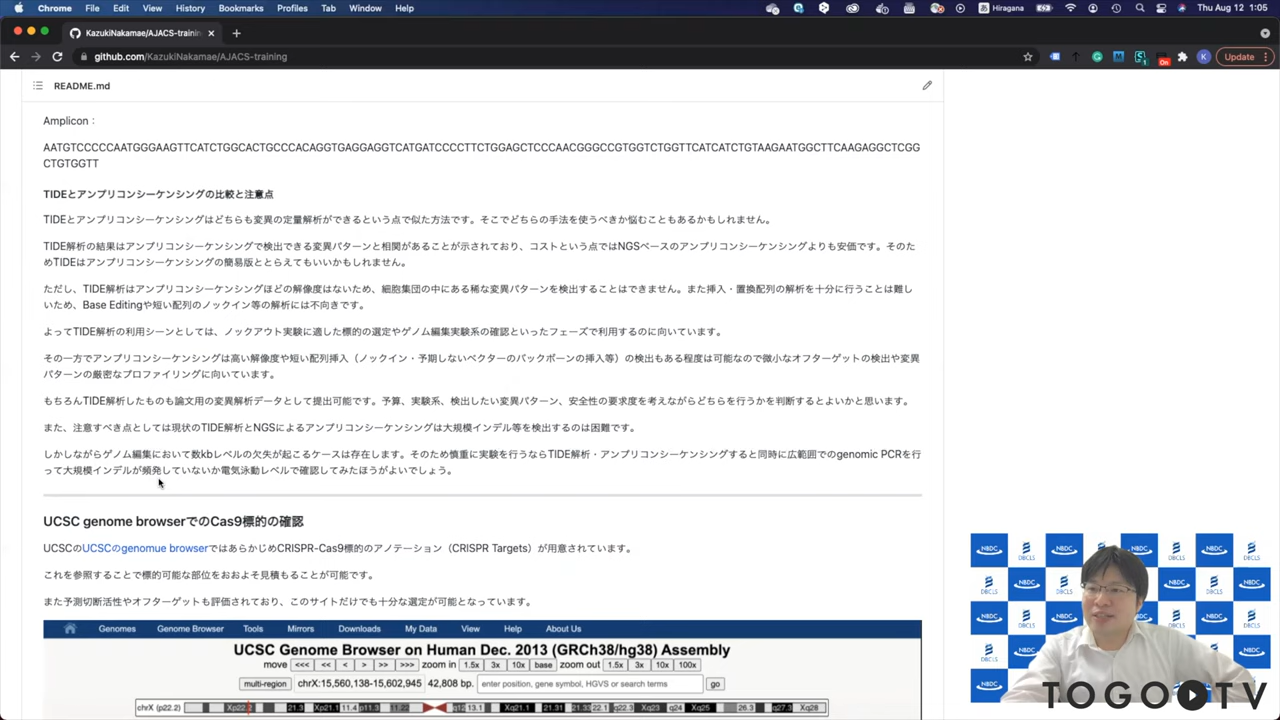 Chrome File Edit View History Bookmarks Profiles Tab Window Help Hiragana Thu Aug 12 1:05
KazukiNakamae/AJACS-trainin
github.com/KazukiNakamae/AJACS-training K Update
README.md
Amplicon：
AATGTCCCCCAATGGGAAGTTCATCTGGCACTGCCCACAGGTGAGGAGGTCATGATCCCCTTCTGGAGCTCCCAACGGGCCGTGGTCTGGTTCATCATCTGTAAGAATGGCTTCAAGAGGCTCGG
CTGTGGTT
TIDEとアンプリコンシーケンシングの比較と注意点
TIDEとアンプリコンシーケンシングはどちらも変異の定量解析ができるという点で似た方法です。そこでどちらの手法を使うべきか悩むこともあるかもしれません。
TIDE解析の結果はアンプリコンシーケンシングで検出できる変異パターンと相関があることが示されており、コストという点ではNGSベースのアンプリコンシーケンシングよりも安価です。そのた
めTIDEはアンプリコンシーケンシングの簡易版ととらえてもいいかもしれません。
ただし、TIDE解析はアンプリコンシーケンシングほどの解像度はないため、細胞集団の中にある稀な変異パターンを検出することはできません。また挿入・置換配列の解析を十分に行うことは難し
いため、Base Editingや短い配列のノックイン等の解析には不向きです。
よってTIDE解析の利用シーンとしては、ノックアウト実験に適した標的の選定やゲノム編集実験系の確認といったフェーズで利用するのに向いています。
その一方でアンプリコンシーケンシングは高い解像度や短い配列挿入（ノックイン・予期しないベクターのバックボーンの挿入等）の検出もある程度は可能なので微小なオフターゲットの検出や変異
パターンの厳密なプロファイリングに向いています。
もちろんTIDE解析したものも論文用の変異解析データとして提出可能です。予算、実験系、検出したい変異パターン、安全性の要求度を考えながらどちらを行うかを判断するとよいかと思います。
また、注意すべき点としては現状のTIDE解析とNGSによるアンプリコンシーケンシングは大規模インデル等を検出するのは困難です。
しかしながらゲノム編集において数kbレベルの欠失が起こるケースは存在します。そのため慎重に実験を行うならTIDE解析・アンプリコンシーケンシングすると同時に広範囲でのgenomic PCRを行
って大規模インデルが頻発していないか電気泳動レベルで確認してみたほうがよいでしょう。
UCSC genome browserでのCas9標的の確認
UCSCのUCSCのgenomue browserではあらかじめCRISPR-Cas9標的のアノテーション（CRISPR Targets）が用意されています。
これを参照することで標的可能な部位をおおよそ見積もることが可能です。
また予測切断活性やオフターゲットも評価されており、このサイトだけでも十分な選定が可能となっています。
Genomes Genome Browser Tools Mirrors Downloads My Data View Help About Us
UCSC Genome Browser on Human Dec. 2013 (GRCh38/hg38) Assembly
move <<< << < > >> >>> zoom in 1.5x 3x 10x base zoom out 1.5x 3x 10x 100x
multi-region chrX:15,560,138-15,602,945 42,808 bp. enter position, gene symbol, HGVS or search terms go
chrX (p22.2) Xp22.2 21.3 Xp21.1 11.4 p11.3 11.22 q12 13.1 Xq21.1 21.31 21.33 22.1 q22.3 Xq23 q24 Xq25 26.3 q27.3 Xq28
NBDC DBCLS
TOGO TV